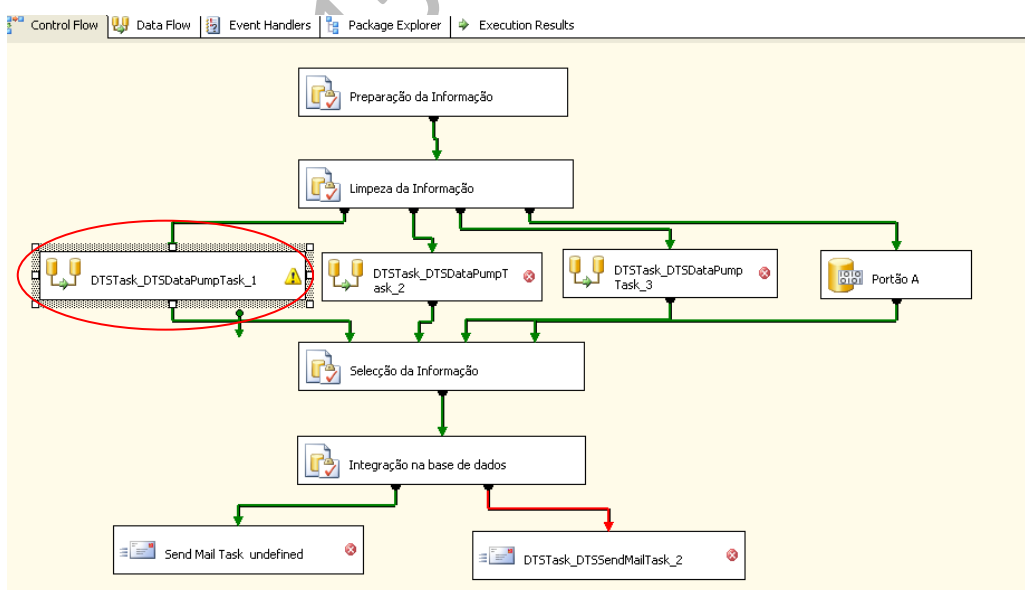 Control Flow Data Flow Event Handlers Package Explorer Execution Results
Preparação da Informação
Limpeza da Informação
DTSTask_DTSDataPumpTask_1
DTSTask_DTSDataPumpT
ask_2
DTSTask_DTSDataPump
Task_3
Portão A
Selecção da Informação
Integração na base de dados
Send Mail Task undefined
DTSTask_DTSSendMailTask_2